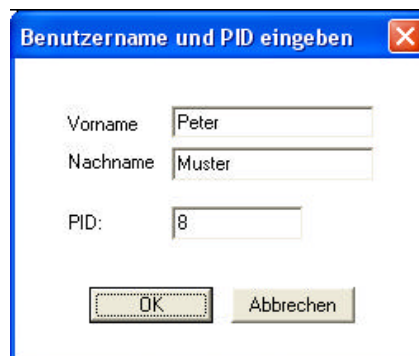 Benutzername und PID eingeben
Vorname Peter
Nachname Muster
PID: 8
OK Abbrechen